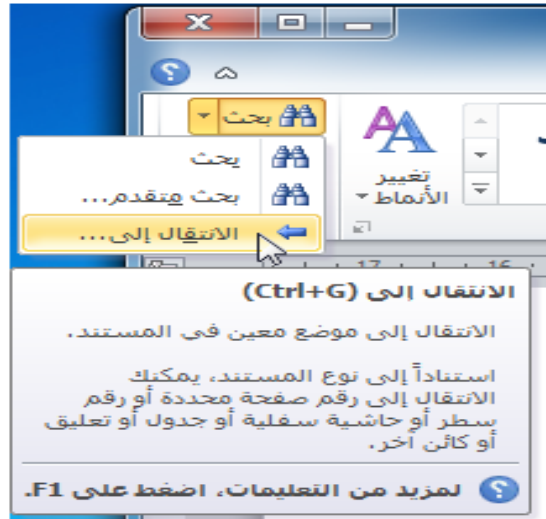 بحث
تغيير
الأنماط
بحث
بحث متقدم...
الانتقال إلى...
16 17
الانتقال إلى (Ctrl+G)
الانتقال إلى موضع معين في المستند.
استناداً إلى نوع المستند، يمكنك
الانتقال إلى رقم صفحة محددة أو رقم
سطر أو حاشية سفلية أو جدول أو تعليق
أو كائن آخر.
لمزيد من التعليمات، اضغط على F1.